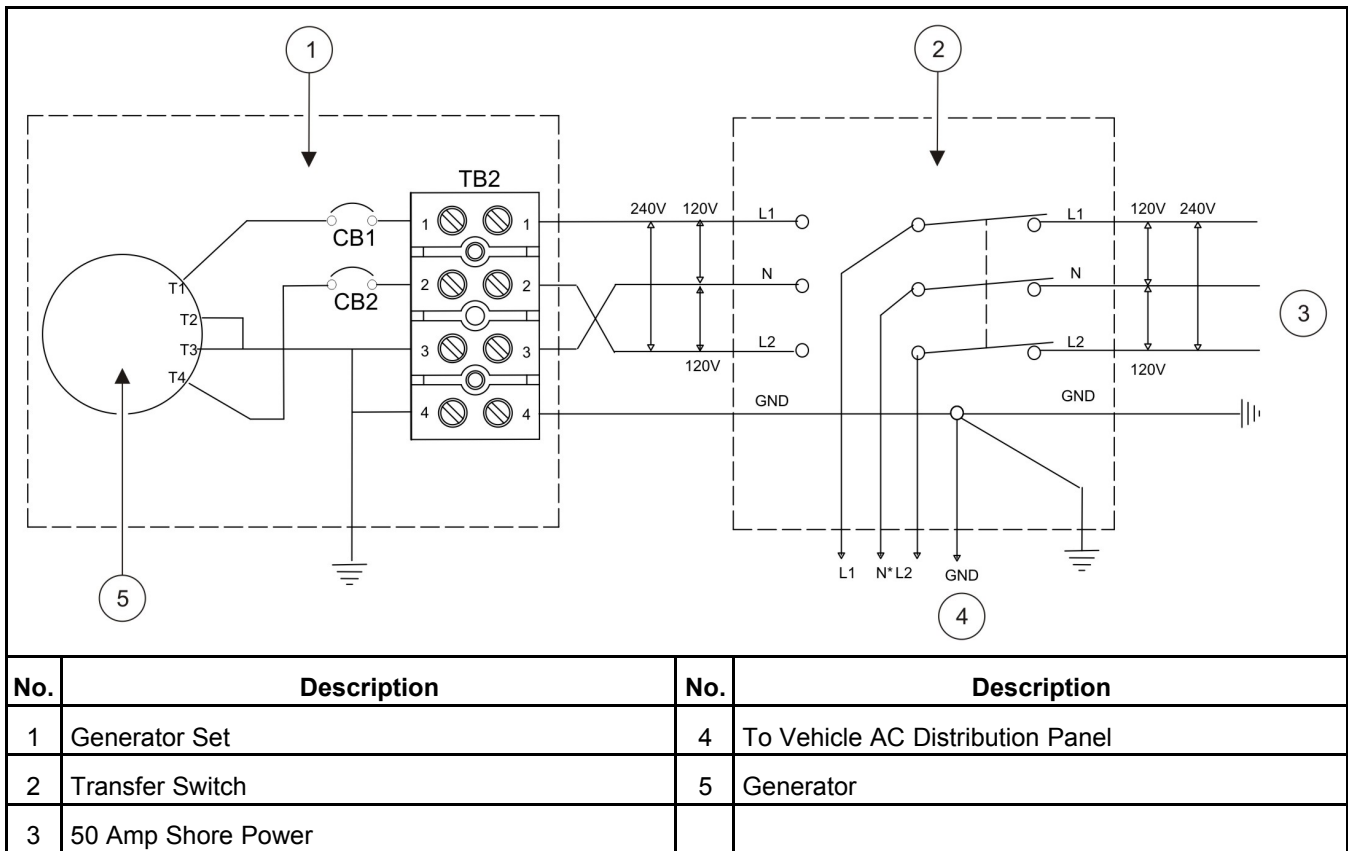 1
2
TB2
CB1
CB2
T1
T2
T3
T4
1 1
2 2
3 3
4 4
240V 120V
120V
L1
N
L2
GND
L1
N
L2
GND
120V 240V
120V
3
L1 N* L2 GND
5
4
No. Description No. Description
1 Generator Set 4 To Vehicle AC Distribution Panel
2 Transfer Switch 5 Generator
3 50 Amp Shore Power